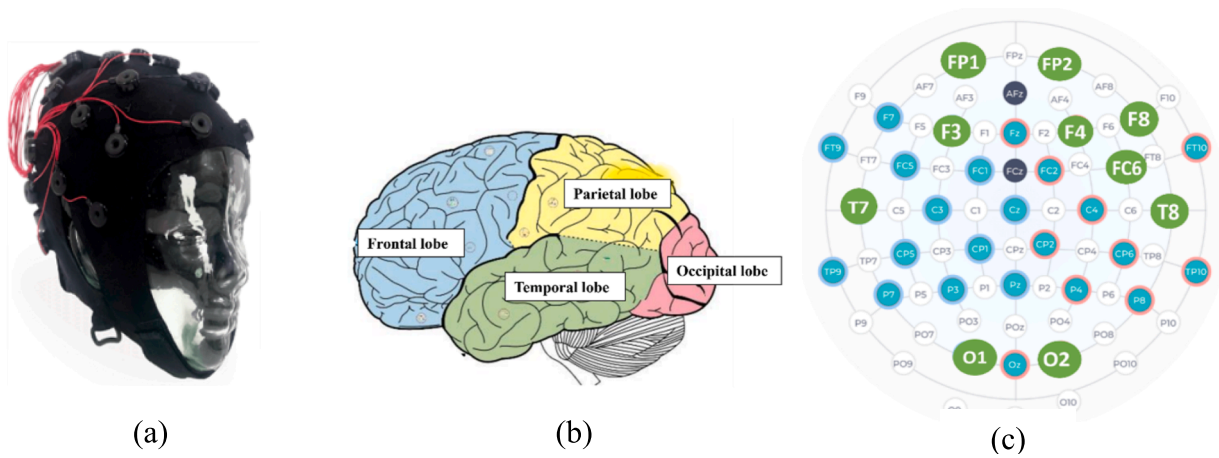 Parietal lobe
Frontal lobe
Occipital lobe
Temporal lobe
FP1 FPz FP2
AF7 AF3 AFz AF4 AF8
F9 F7 F5 F3 F1 Fz F2 F4 F6 F8 F10
FT9 FT7 FC5 FC3 FC1 FCz FC2 FC4 FC6 FT8 FT10
T7 C5 C3 C1 Cz C2 C4 C6 T8
TP9 TP7 CP5 CP3 CP1 CPz CP2 CP4 CP6 TP8 TP10
P9 P7 P5 P3 P1 Pz P2 P4 P6 P8 P10
PO9 PO7 PO3 POz PO4 PO8 PO10
O1 Oz O2
O10
(a) (b) (c)